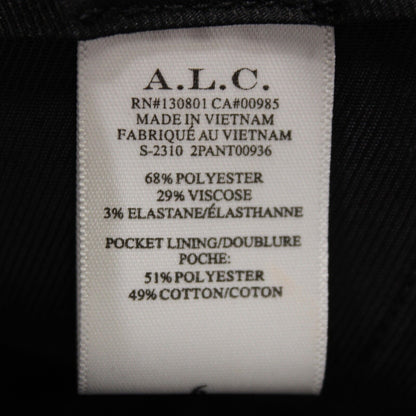 A.L.C.
RN#130801 CA#00985
MADE IN VIETNAM
FABRIQUÉ AU VIETNAM
S-2310 2PANT00936
68% POLYESTER
29% VISCOSE
3% ELASTANE/ÉLASTHANNE
POCKET LINING/DOUBLURE
POCHE:
51% POLYESTER
49% COTTON/COTON